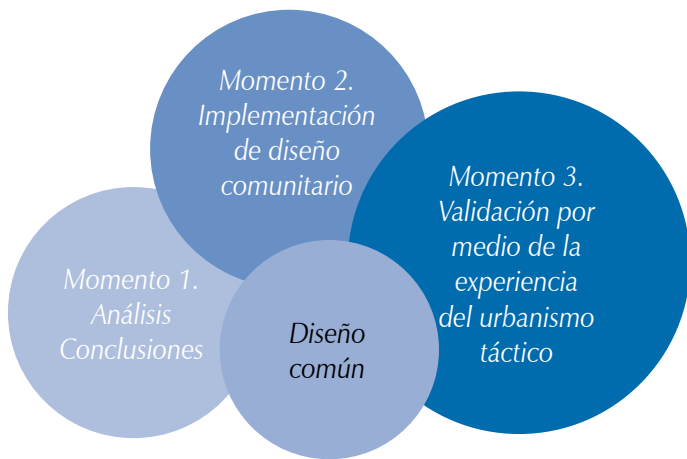 Momento 1.
Análisis
Conclusiones
Momento 2.
Implementación
de diseño
comunitario
Momento 3.
Validación por
medio de la
experiencia
del urbanismo
táctico
Diseño
común